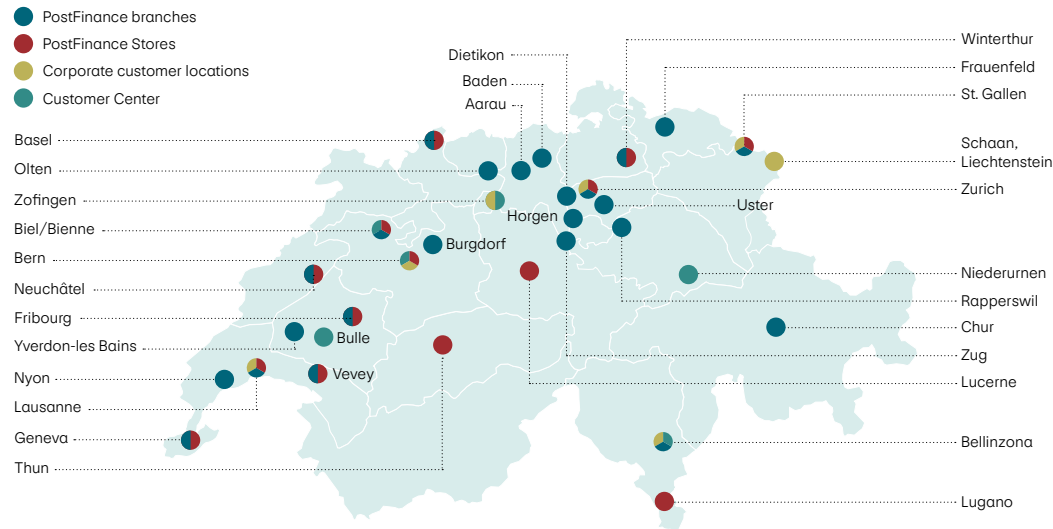 PostFinance branches
PostFinance Stores
Corporate customer locations
Customer Center
Basel
Olten
Zofingen
Biel/Bienne
Bern
Neuchâtel
Fribourg
Yverdon-les Bains
Nyon
Lausanne
Geneva
Thun
Dietikon
Baden
Aarau
Horgen
Burgdorf
Bulle
Vevey
Uster
Winterthur
Frauenfeld
St. Gallen
Schaan,
Liechtenstein
Zurich
Niederurnen
Rapperswil
Chur
Zug
Lucerne
Bellinzona
Lugano